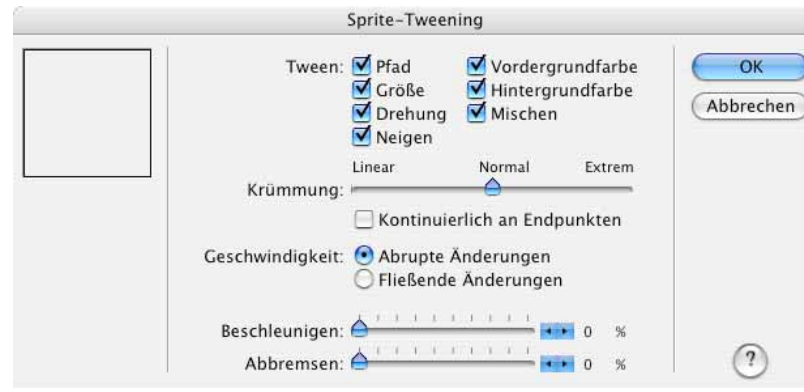 Sprite-Tweening
Tween: Pfad Vordergrundfarbe
Größe Hintergrundfarbe
Drehung Mischen
Neigen
OK
Abbrechen
Linear Normal Extrem
Krümmung:
Kontinuierlich an Endpunkten
Geschwindigkeit: Abrupte Änderungen
Fließende Änderungen
Beschleunigen: 0 %
Abbremsen: 0 %
?